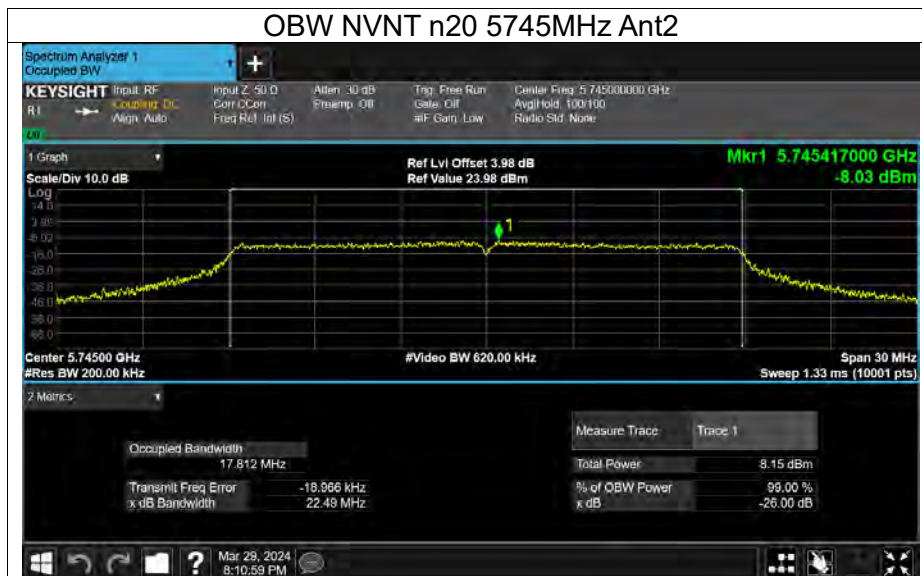 OBW NVNT n20 5745MHz Ant2
Spectrum Analyzer 1
Occupied BW
KEYSIGHT Input: RF
Coupling: DC
Align: Auto
Input Z: 50 Ω
Corr CCorr
Freq Ref: Int (S)
Atten: 30 dB
Preamp: Off
Trig: Free Run
Gate: Off
#IF Gain: Low
Center Freq: 5.745000000 GHz
Avg|Hold: 100/100
Radio Std: None
1 Graph
Scale/Div 10.0 dB
Log
Ref Lvl Offset 3.98 dB
Ref Value 23.98 dBm
Mkr1 5.745417000 GHz
-8.03 dBm
1
Center 5.74500 GHz
#Res BW 200.00 kHz
#Video BW 620.00 kHz
Span 30 MHz
Sweep 1.33 ms (10001 pts)
2 Metrics
Occupied Bandwidth
17.812 MHz
Transmit Freq Error -18.966 kHz
x dB Bandwidth 22.49 MHz
Measure Trace Trace 1
Total Power 8.15 dBm
% of OBW Power 99.00 %
x dB -26.00 dB
Mar 29, 2024
8:10:59 PM